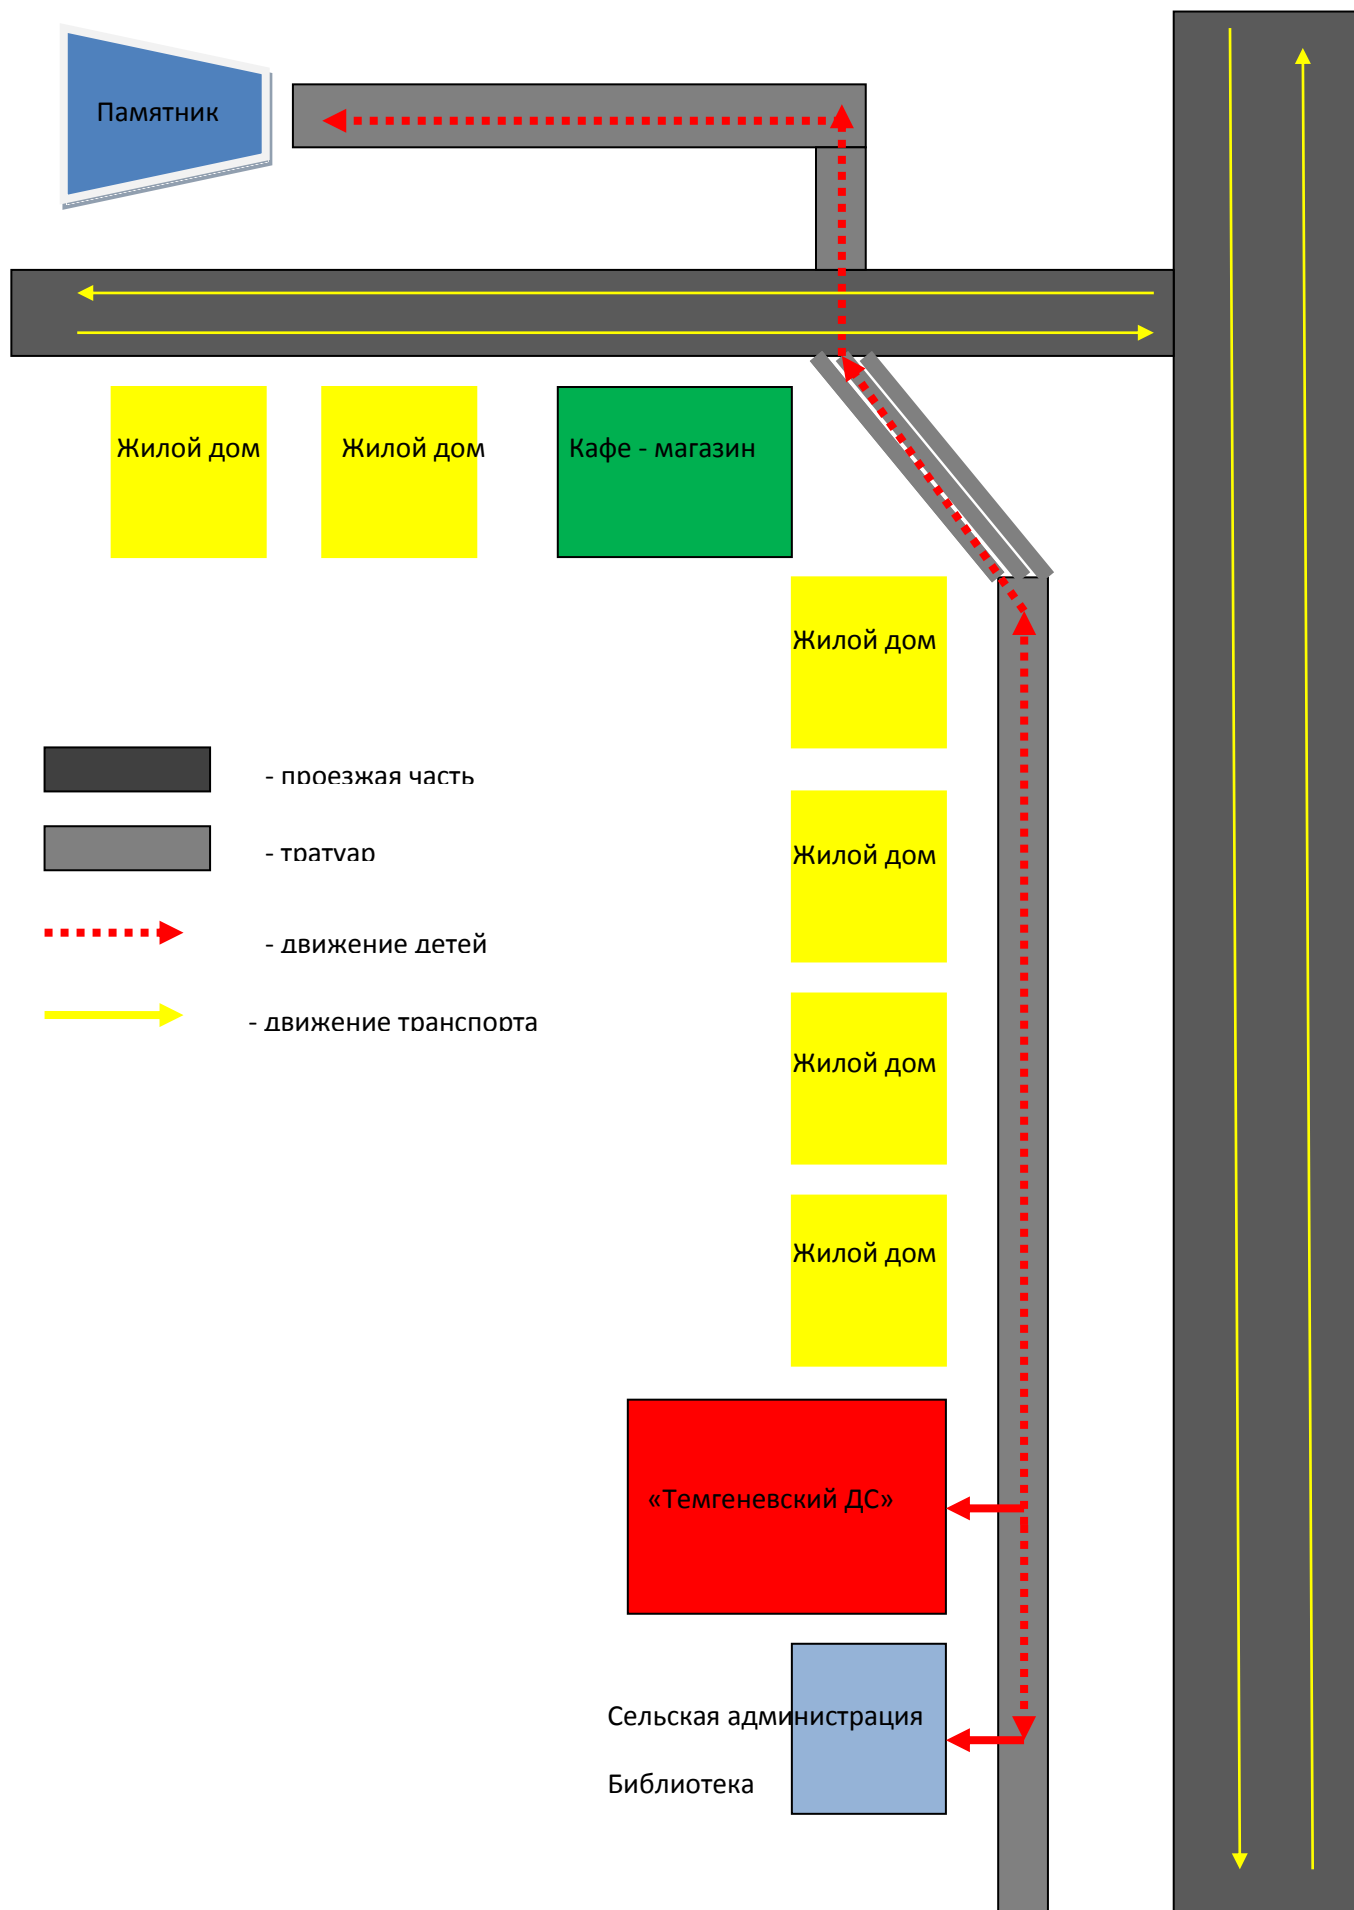 Памятник
Жилой дом
Жилой дом
Кафе - магазин
Жилой дом
- проезжая часть
- тратуар
Жилой дом
- движение детей
- движение транспорта
Жилой дом
Жилой дом
«Темгеневский ДС»
Сельская администрация
Библиотека